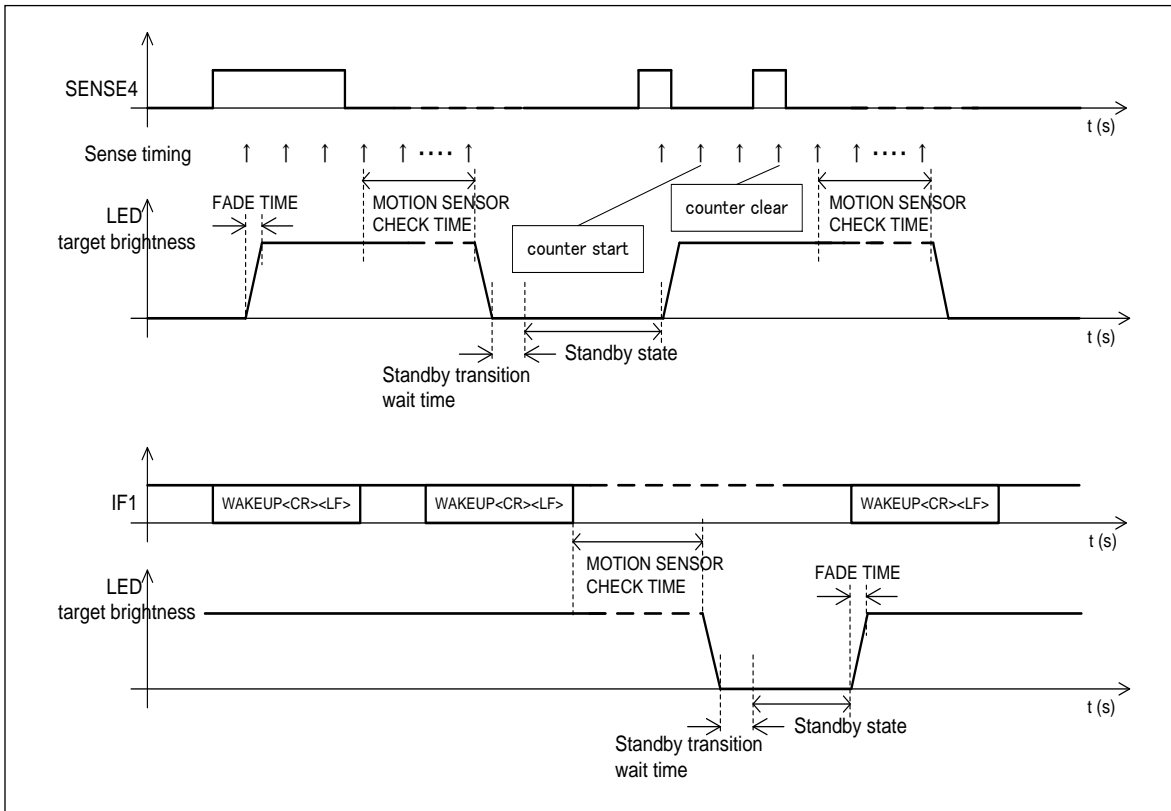 SENSE4
t (s)
Sense timing
↑ ↑ ↑ ↑ ↑ ···· ↑ ↑ ↑ ↑ ↑ ↑ ↑ ···· ↑
FADE TIME
MOTION SENSOR
CHECK TIME
counter start
counter clear
MOTION SENSOR
CHECK TIME
LED
target brightness
t (s)
Standby state
Standby transition
wait time
IF1
WAKEUP<CR><LF>
WAKEUP<CR><LF>
WAKEUP<CR><LF>
t (s)
MOTION SENSOR
CHECK TIME
FADE TIME
LED
target brightness
t (s)
Standby state
Standby transition
wait time